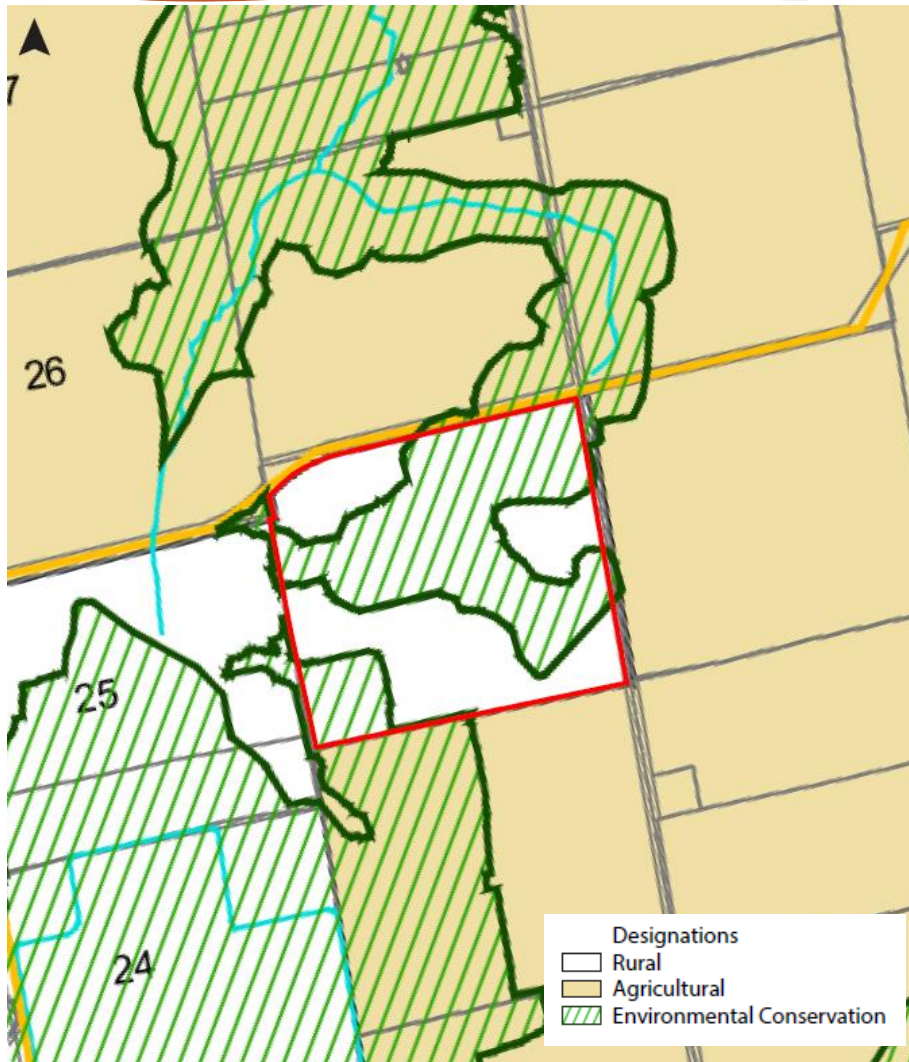 7
26
25
24
Designations
Rural
Agricultural
Environmental Conservation